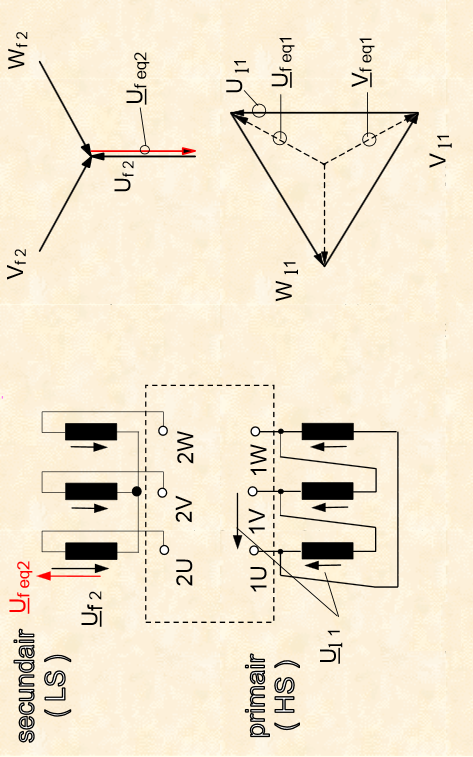 secundair
( LS )
U f eq2
U f 2
2U
2V
2W
V f 2
W f 2
U f 2
U f eq2
primair
( HS )
U l 1
1U
1V
1W
W l 1
U l 1
U f eq1
V f eq1
V l 1